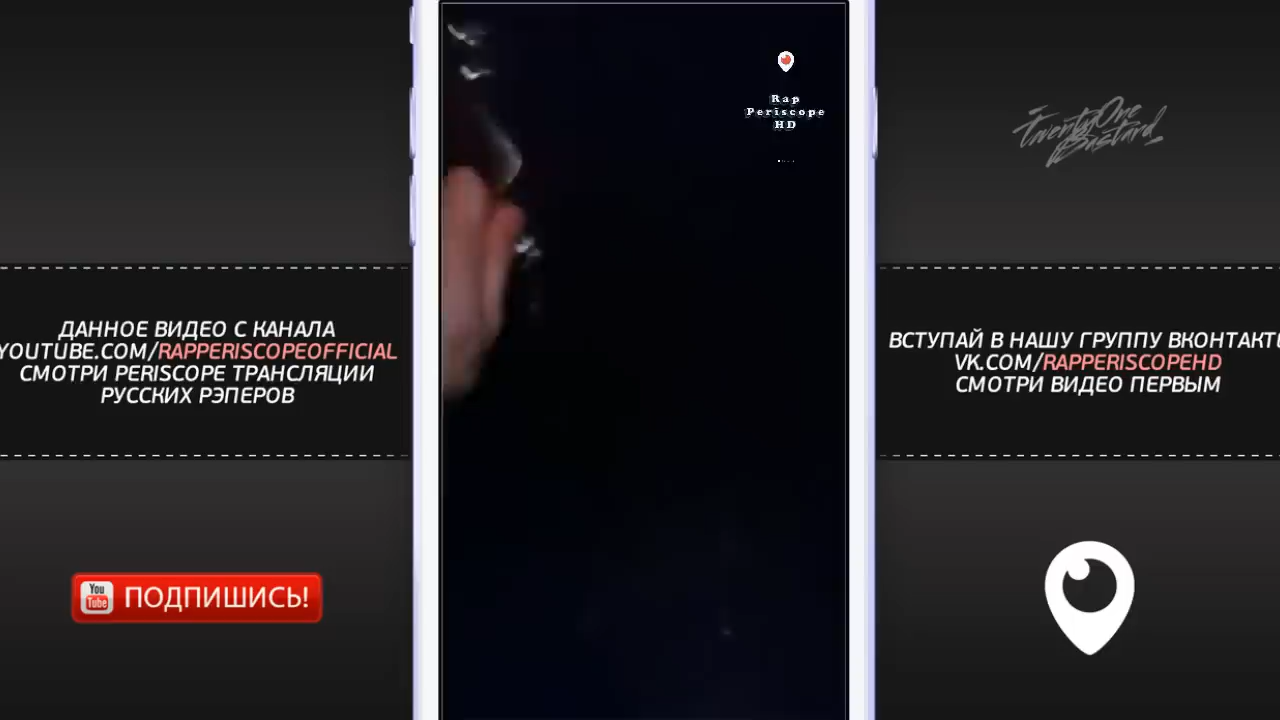 Rap
Periscope
HD
TwentyOne
Bastard
ДАННОЕ ВИДЕО С КАНАЛА
YOUTUBE.COM/RAPPERISCOPEOFFICIAL
СМОТРИ PERISCOPE ТРАНСЛЯЦИИ
РУССКИХ РЭПЕРОВ
ВСТУПАЙ В НАШУ ГРУППУ ВКОНТАКТЕ
VK.COM/RAPPERISCOPEHD
СМОТРИ ВИДЕО ПЕРВЫМ
You
Tube
ПОДПИШИСЬ!